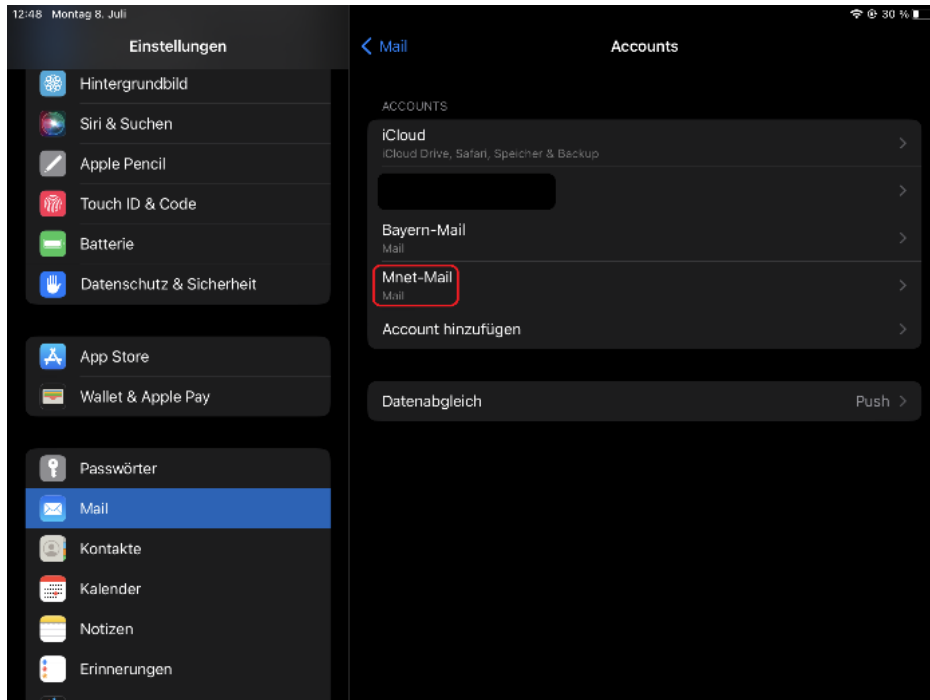 12:48 Montag 8. Juli
30 %
Einstellungen
Hintergrundbild
Siri & Suchen
Apple Pencil
Touch ID & Code
Batterie
Datenschutz & Sicherheit
App Store
Wallet & Apple Pay
Passwörter
Mail
Kontakte
Kalender
Notizen
Erinnerungen
Mail
Accounts
ACCOUNTS
iCloud
iCloud Drive, Safari, Speicher & Backup
Bayern-Mail
Mail
Mnet-Mail
Mail
Account hinzufügen
Datenabgleich
Push